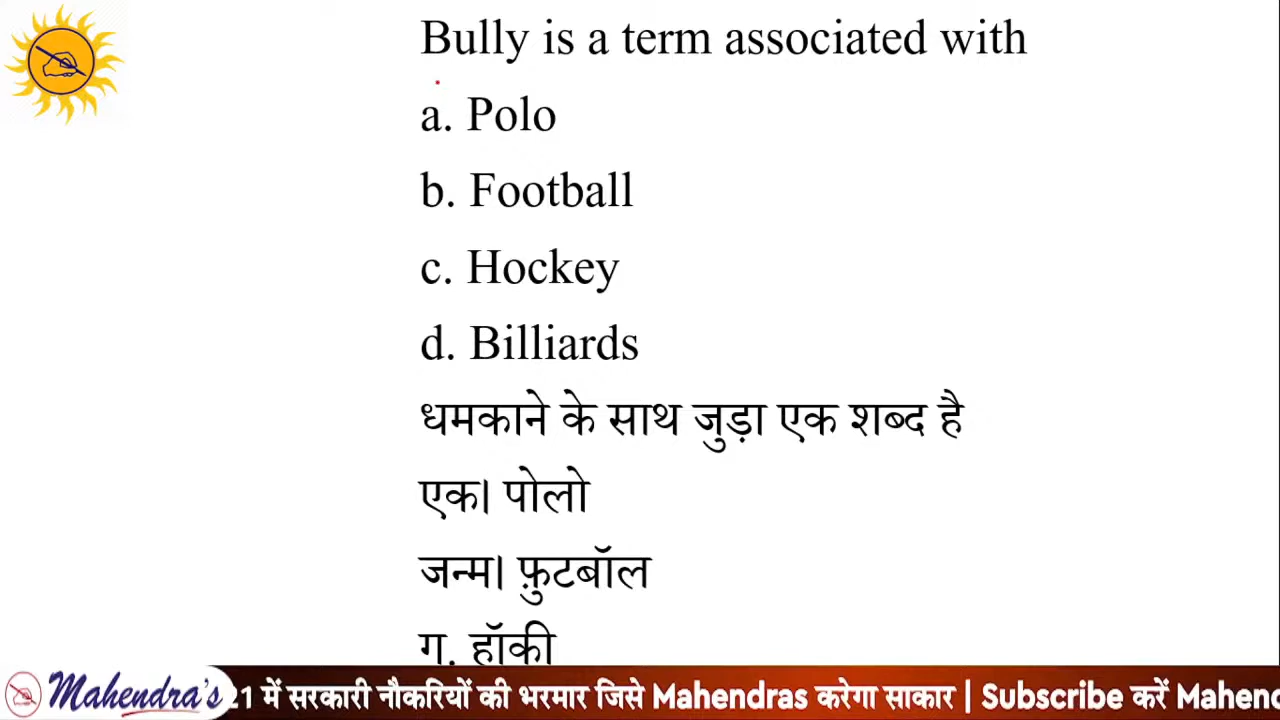 Bully is a term associated with
a. Polo
b. Football
c. Hockey
d. Billiards
धमकाने के साथ जुड़ा एक शब्द है
एक। पोलो
जन्म। फ़ुटबॉल
ग. हॉकी
Mahendra's 21 में सरकारी नौकरियों की भरमार जिसे Mahendras करेगा साकार | Subscribe करें